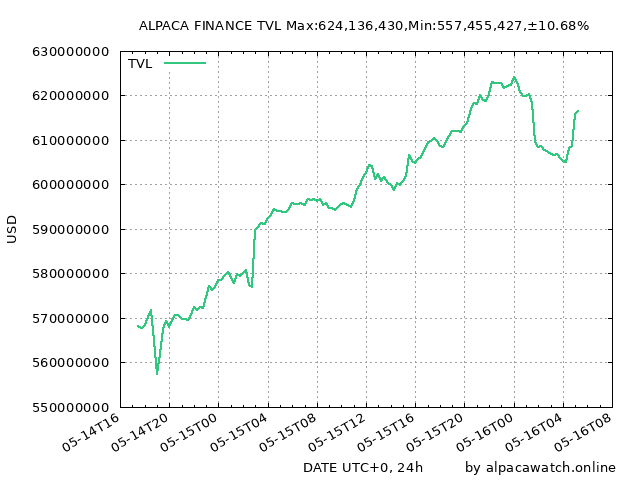 ALPACA FINANCE TVL Max:624,136,430,Min:557,455,427,±10.68%
TVL
630000000
620000000
610000000
600000000
590000000
580000000
570000000
560000000
550000000
USD
05-14T16
05-14T20
05-15T00
05-15T04
05-15T08
05-15T12
05-15T16
05-15T20
05-16T00
05-16T04
05-16T08
DATE UTC+0, 24h
by alpacawatch.online